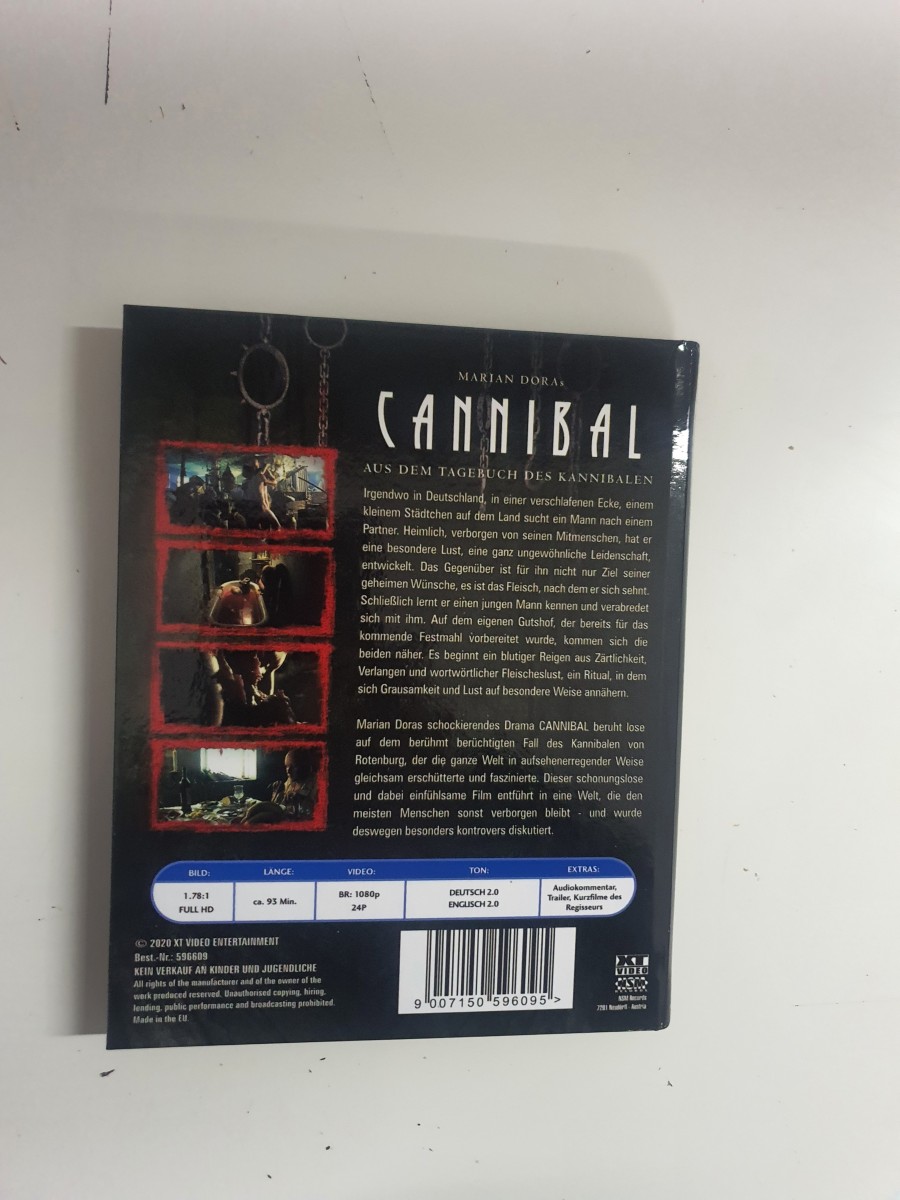 MARIAN DORAs
CANNIBAL
AUS DEM TAGEBUCH DES KANNIBALEN
Irgendwo in Deutschland, in einer verschlafenen Ecke, einem
kleinem Städtchen auf dem Land sucht ein Mann nach einem
Partner. Heimlich, verborgen von seinen Mitmenschen, hat er
eine besondere Lust, eine ganz ungewöhnliche Leidenschaft,
entwickelt. Das Gegenüber ist für ihn nicht nur Ziel seiner
geheimen Wünsche, es ist das Fleisch, nach dem er sich sehnt.
Schließlich lernt er einen jungen Mann kennen und verabredet
sich mit ihm. Auf dem eigenen Gutshof, der bereits für das
kommende Festmahl vorbereitet wurde, kommen sich die
beiden näher. Es beginnt ein blutiger Reigen aus Zärtlichkeit,
Verlangen und wortwörtlicher Fleischeslust, ein Ritual, in dem
sich Grausamkeit und Lust auf besondere Weise annähern.
Marian Doras schockierendes Drama CANNIBAL beruht lose
auf dem berühmt berüchtigten Fall des Kannibalen von
Rotenburg, der die ganze Welt in aufsehenerregender Weise
gleichsam erschütterte und faszinierte. Dieser schonungslose
und dabei einfühlsame Film entführt in eine Welt, die den
meisten Menschen sonst verborgen bleibt - und wurde
deswegen besonders kontrovers diskutiert.
BILD: LÄNGE: VIDEO: TON: EXTRAS:
1.78:1
FULL HD
ca. 93 Min.
BR: 1080p
24P
DEUTSCH 2.0
ENGLISCH 2.0
Audiokommentar,
Trailer, Kurzfilme des
Regisseurs
© 2020 XT VIDEO ENTERTAINMENT
Best.-Nr.: 596609
KEIN VERKAUF AN KINDER UND JUGENDLICHE
All rights of the manufacturer and of the owner of the
work produced reserved. Unauthorised copying, hiring,
lending, public performance and broadcasting prohibited.
Made in the EU.
9 007150 596095 >
XT
VIDEO
NSM
RECORDS
NSM Records
7201 Neudörfl - Austria